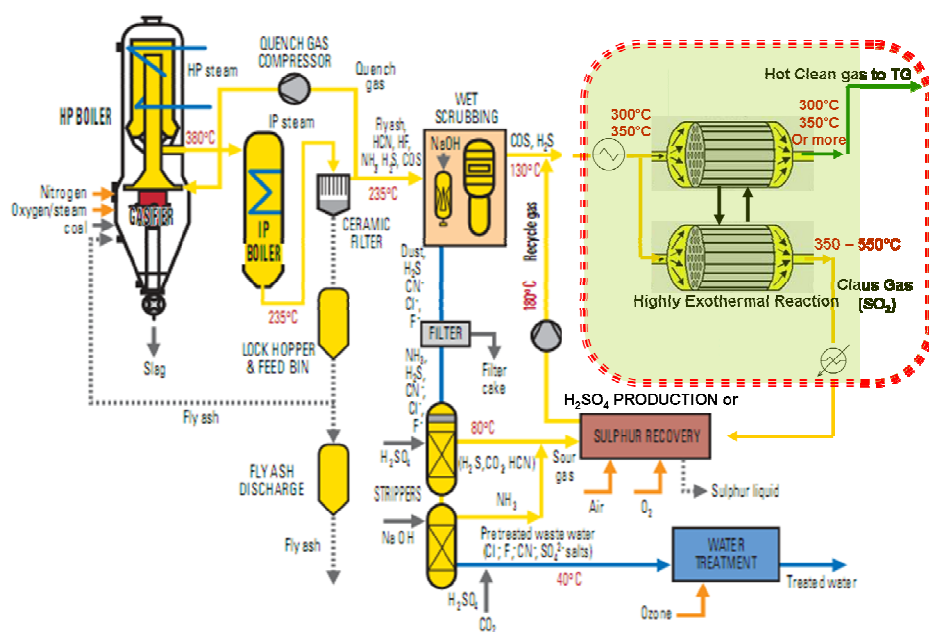 QUENCH GAS
COMPRESSOR
HP steam
Quench
gas
HP BOILER
IP steam
380°C
Fly ash,
HCN, HF,
NH₃ H₂S, COS
235°C
WET
SCRUBBING
NaOH
COS, H₂S
130°C
Nitrogen
Oxygen/steam
coal
GASIFIER
IP
BOILER
CERAMIC
FILTER
235°C
Slag
LOCK HOPPER
& FEED BIN
Fly ash
FLY ASH
DISCHARGE
Fly ash
Dust,
H₂S
CN⁻
Cl⁻,
F⁻
FILTER
Filter
cake
NH₃,
H₂S,
CN⁻,
Cl⁻,
F⁻
Recycle gas
180°C
Hot Clean gas to TG
300°C
350°C
300°C
350°C
Or more
350 – 550°C
Highly Exothermal Reaction
Claus Gas
(SO₂)
H₂SO₄ PRODUCTION or
SULPHUR RECOVERY
80°C
H₂SO₄
(H₂S,CO₂ HCN)
Sour
gas
Air
O₂
Sulphur liquid
STRIPPERS
NH₃
NaOH
Pretreated waste water
(Cl⁻; F⁻; CN⁻; SO₄²⁻ salts)
40°C
H₂SO₄
CO₂
WATER
TREATMENT
Treated water
Ozone